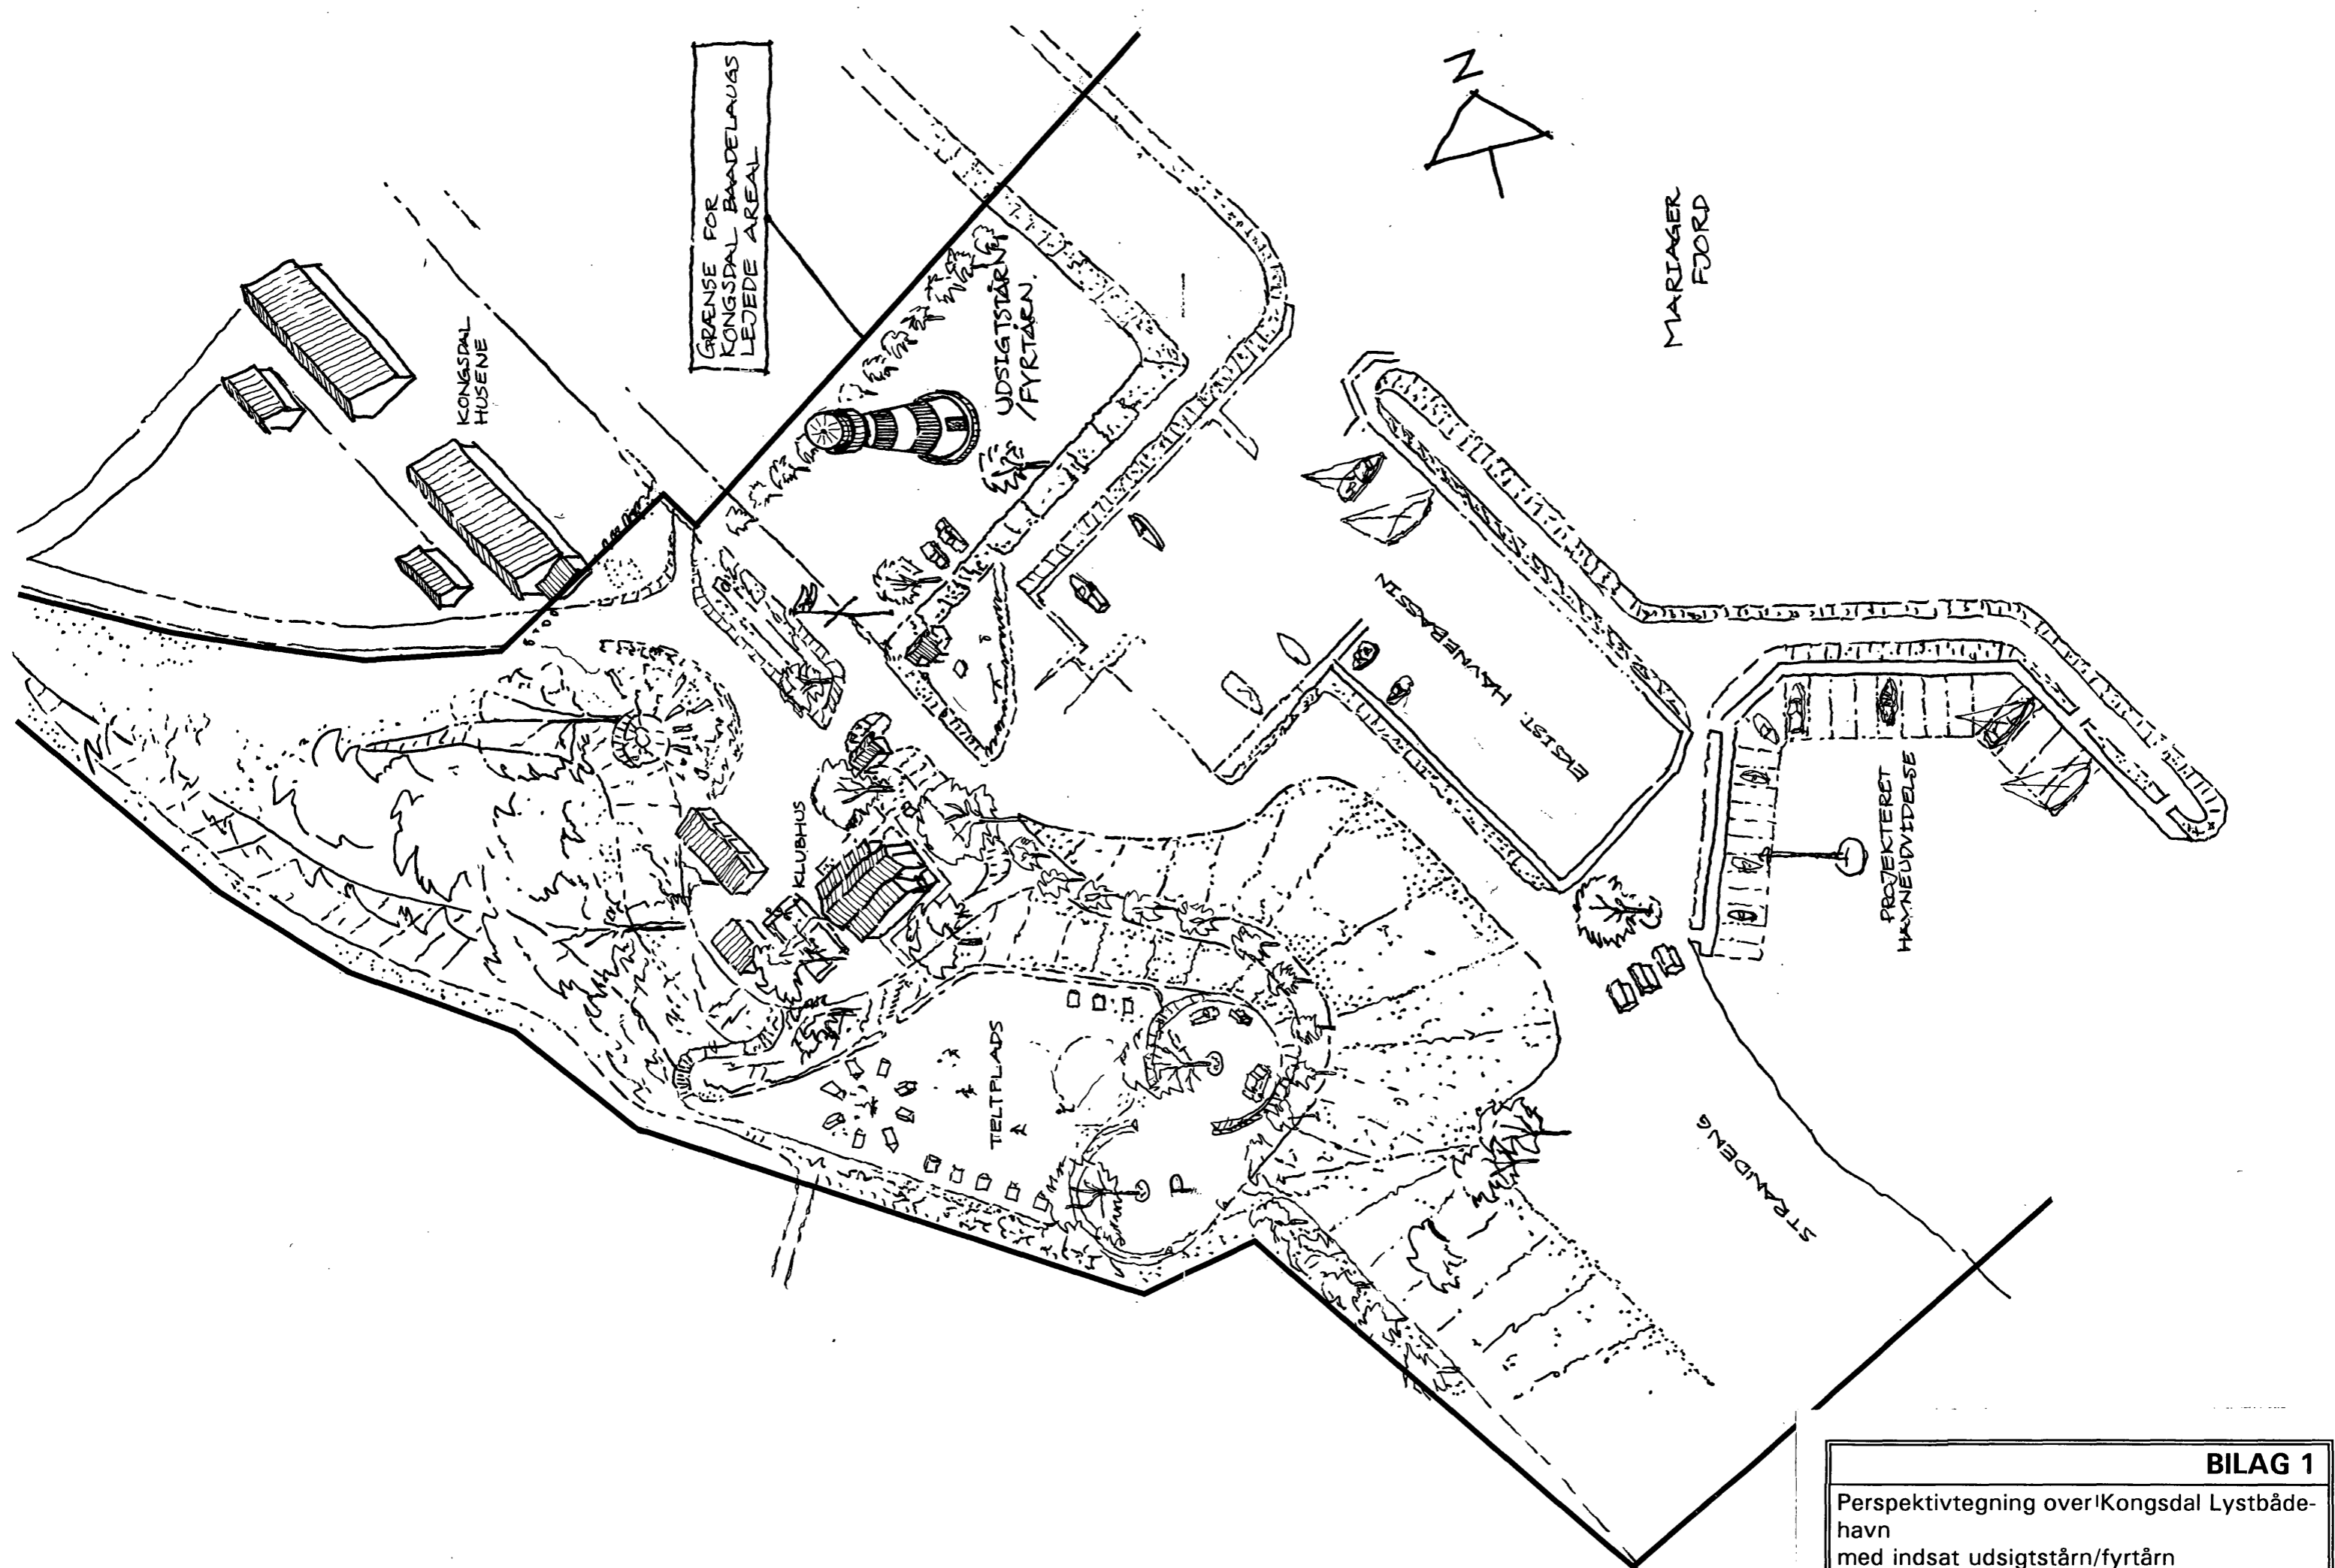 GRÆNSE FOR
KONGSDAL BAADELAUGS
LEJEDE AREAL
N
MARIAGER
FJORD
KONGSDAL
HUSENE
UDSIGTSTÅRN
/FYRTÅRN.
EKSIST. HAVNEBASSIN
PROJEKTERET
HAVNEUDVIDELSE
KLUBHUS
TELTPLADS
P
STRANDENG
BILAG 1
Perspektivtegning over Kongsdal Lystbåde-
havn
med indsat udsigtstårn/fyrtårn